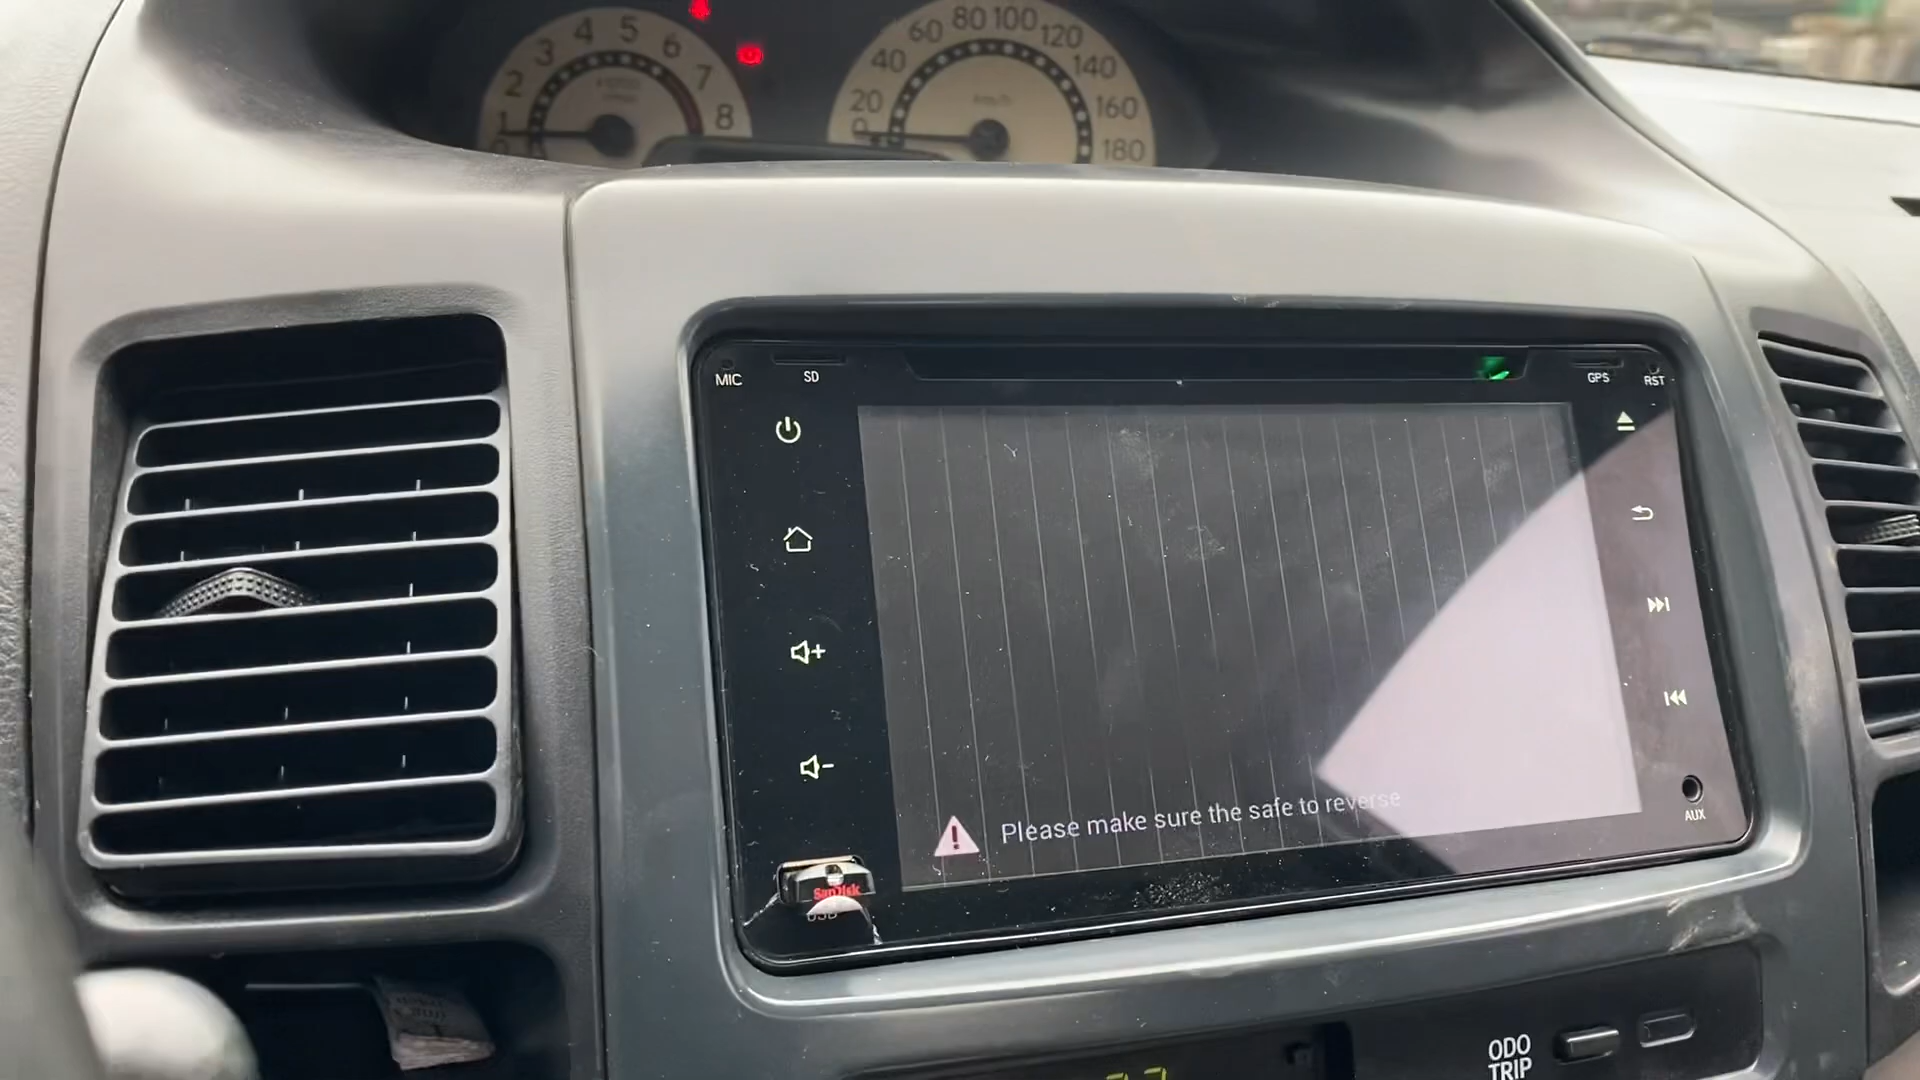 1 2 3 4 5 6 7 8
0 20 40 60 80 100 120 140 160 180
km/h
MIC
SD
GPS
RST
Please make sure the safe to reverse
AUX
SanDisk
USB
ODO
TRIP